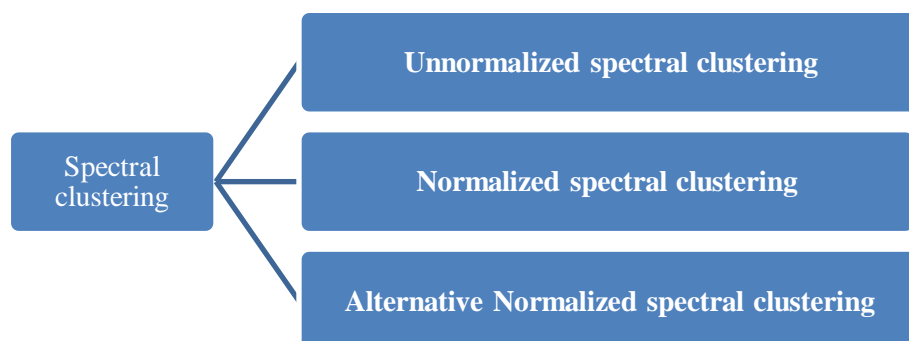 Unnormalized spectral clustering
Spectral
clustering
Normalized spectral clustering
Alternative Normalized spectral clustering